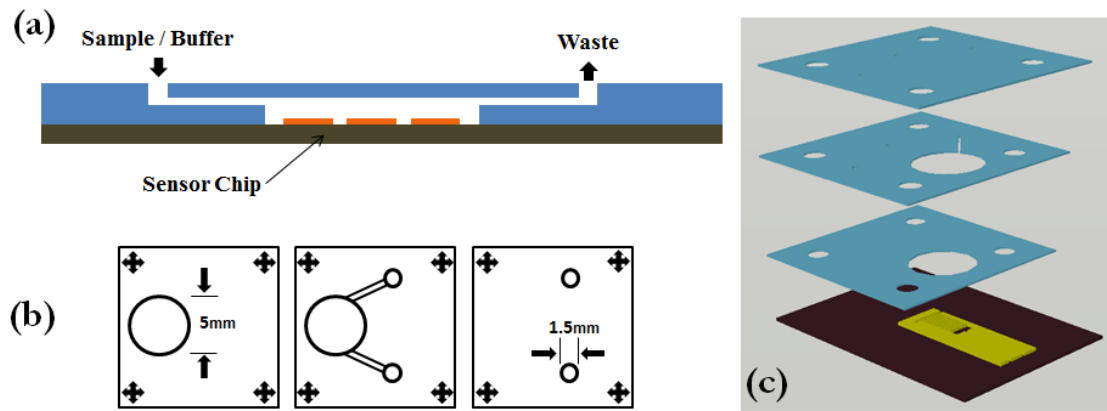 (a)
Sample / Buffer
Waste
Sensor Chip
(b)
5mm
1.5mm
(c)